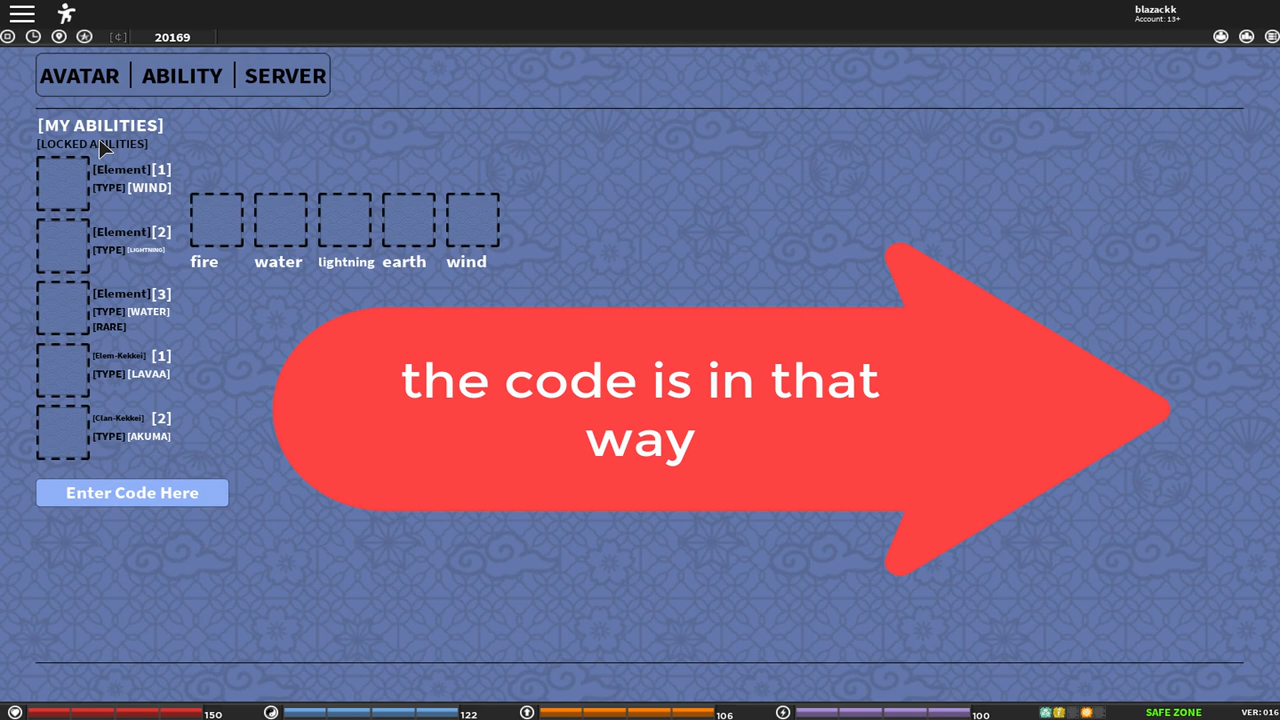 blazackk
Account: 13+
[¢] 20169
AVATAR | ABILITY | SERVER
[MY ABILITIES]
[LOCKED ABILITIES]
[Element] [1]
[TYPE] [WIND]
[Element] [2]
[TYPE] [LIGHTNING]
fire water lightning earth wind
[Element] [3]
[TYPE] [WATER]
[RARE]
[Elem-Kekkei] [1]
[TYPE] [LAVAA]
[Clan-Kekkei] [2]
[TYPE] [AKUMA]
Enter Code Here
the code is in that
way
150 122 106 100 SAFE ZONE VER: 016